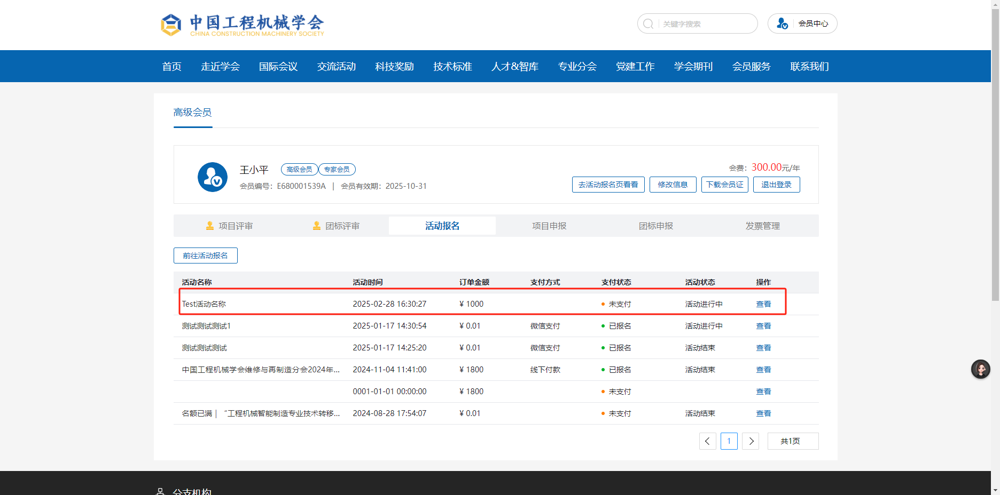 中国工程机械学会
CHINA CONSTRUCTION MACHINERY SOCIETY
关键字搜索
会员中心
首页 走近学会 国际会议 交流活动 科技奖励 技术标准 人才&智库 专业分会 党建工作 学会期刊 会员服务 联系我们
高级会员
王小平 高级会员 专家会员
会费：300.00元/年
会员编号：E680001539A | 会员有效期：2025-10-31
去活动报名页看看 修改信息 下载会员证 退出登录
项目评审 团标评审 活动报名 项目申报 团标申报 发票管理
前往活动报名
活动名称 活动时间 订单金额 支付方式 支付状态 活动状态 操作
Test活动名称 2025-02-28 16:30:27 ¥ 1000 未支付 活动进行中 查看
测试测试测试1 2025-01-17 14:30:54 ¥ 0.01 微信支付 已报名 活动进行中 查看
测试测试测试 2025-01-17 14:25:20 ¥ 0.01 微信支付 已报名 活动结束 查看
中国工程机械学会维修与再制造分会2024年... 2024-11-04 11:41:00 ¥ 1800 线下付款 已报名 活动结束 查看
0001-01-01 00:00:00 ¥ 1800 未支付 查看
名额已满 | “工程机械智能制造专业技术转移... 2024-08-28 17:54:07 ¥ 0.01 未支付 活动结束 查看
1 共1页
分支机构